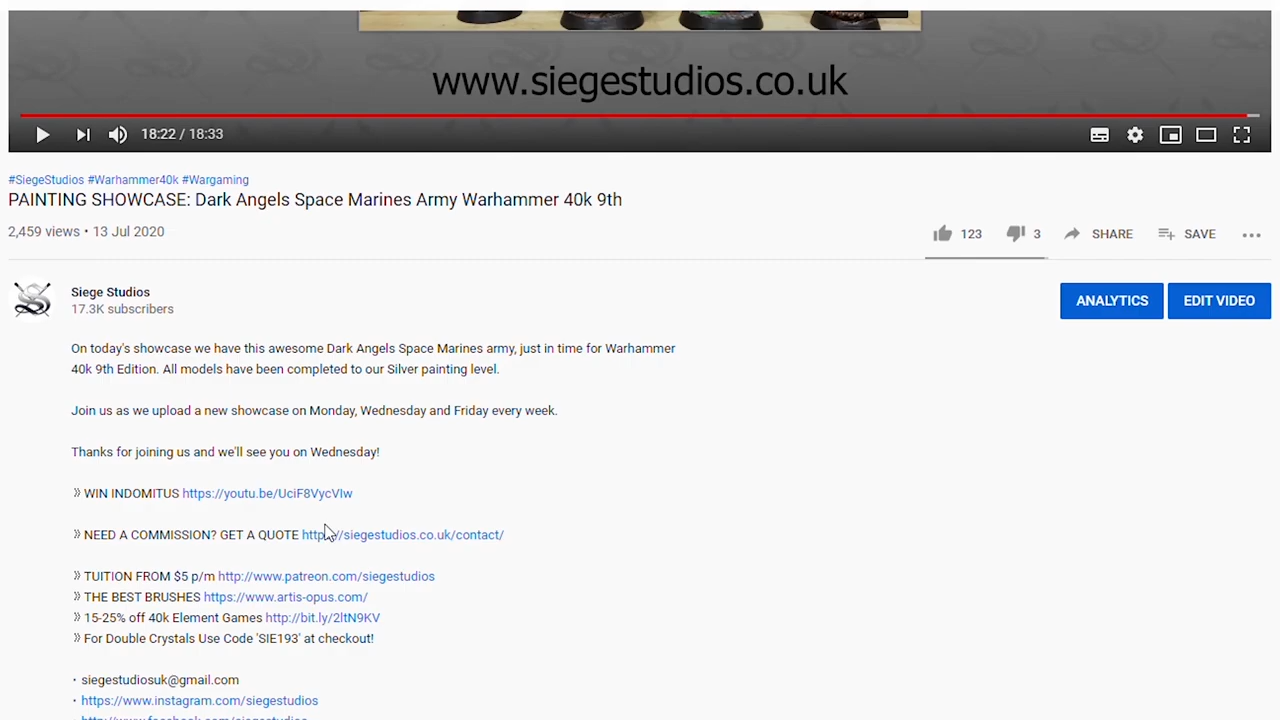 www.siegestudios.co.uk
18:22 / 18:33
#SiegeStudios #Warhammer40k #Wargaming
PAINTING SHOWCASE: Dark Angels Space Marines Army Warhammer 40k 9th
2,459 views • 13 Jul 2020
123 3 SHARE SAVE
Siege Studios
17.3K subscribers
ANALYTICS
EDIT VIDEO
On today's showcase we have this awesome Dark Angels Space Marines army, just in time for Warhammer
40k 9th Edition. All models have been completed to our Silver painting level.
Join us as we upload a new showcase on Monday, Wednesday and Friday every week.
Thanks for joining us and we'll see you on Wednesday!
⟫ WIN INDOMITUS https://youtu.be/UciF8VycVIw
⟫ NEED A COMMISSION? GET A QUOTE https://siegestudios.co.uk/contact/
⟫ TUITION FROM $5 p/m http://www.patreon.com/siegestudios
⟫ THE BEST BRUSHES https://www.artis-opus.com/
⟫ 15-25% off 40k Element Games http://bit.ly/2ltN9KV
⟫ For Double Crystals Use Code 'SIE193' at checkout!
· siegestudiosuk@gmail.com
· https://www.instagram.com/siegestudios
· http://www.facebook.com/siegestudios